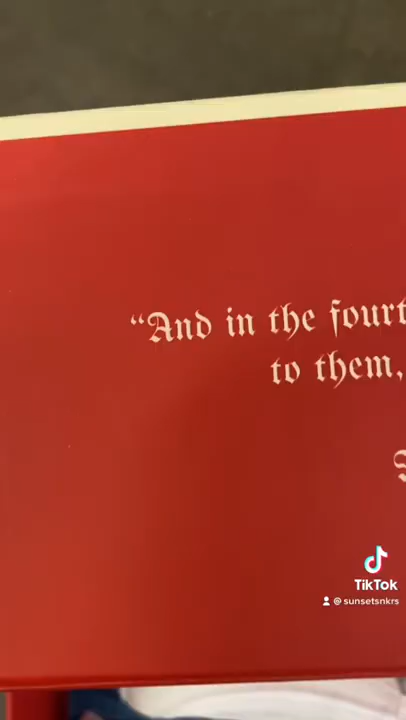 “And in the fourt
to them,
TikTok
@ sunsetsnkrs